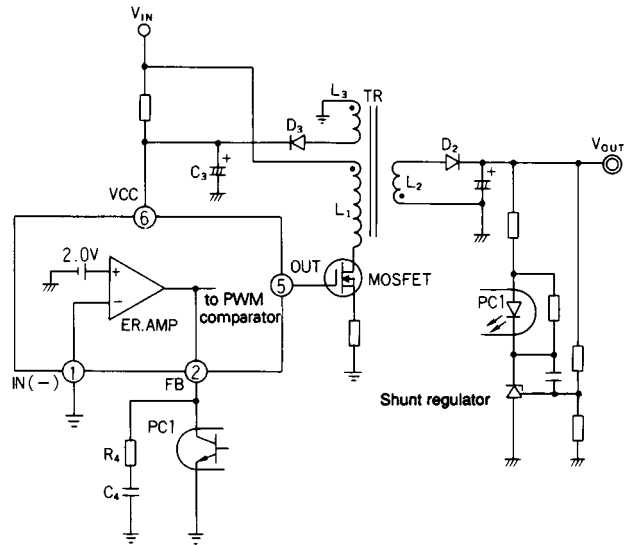 VIN
L3
TR
D3
D2
VOUT
C3
+
+
VCC
L1
L2
6
2.0V
+
−
ER.AMP
to PWM
comparator
OUT
5
MOSFET
PC1
IN(−)
1
FB
2
Shunt regulator
PC1
R4
C4